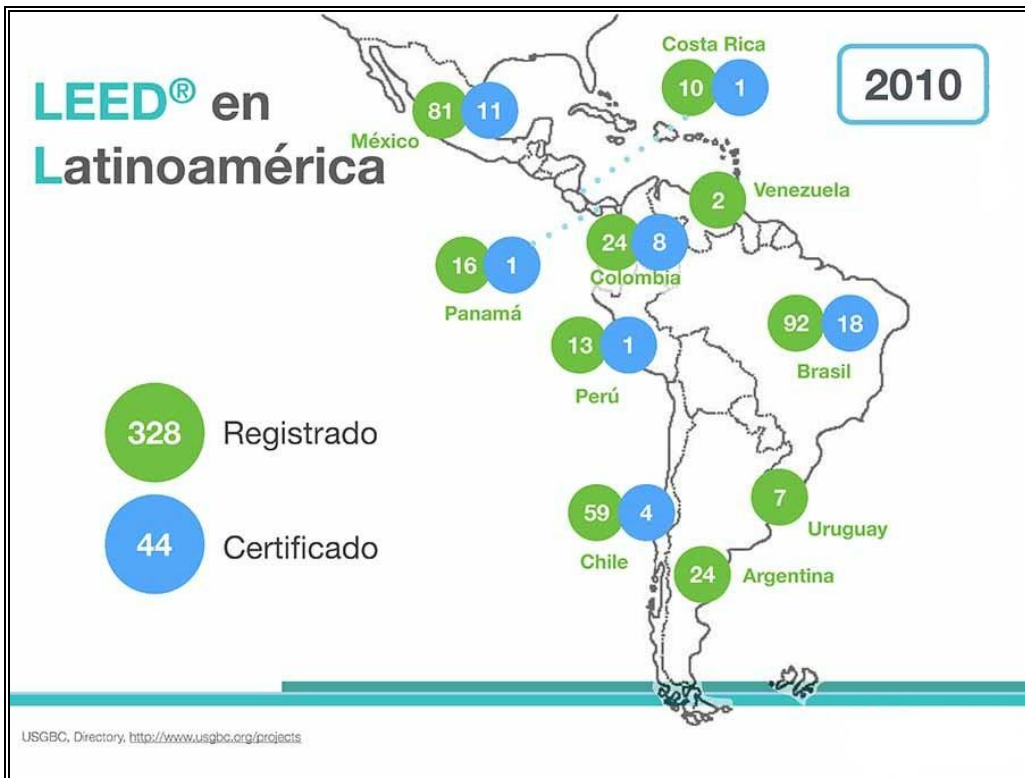 LEED® en
Latinoamérica
2010
Costa Rica
10 1
81 11
México
2 Venezuela
24 8
Colombia
16 1
Panamá
92 18
Brasil
13 1
Perú
328 Registrado
44 Certificado
59 4
Chile
7
Uruguay
24 Argentina
USGBC, Directory, http://www.usgbc.org/projects